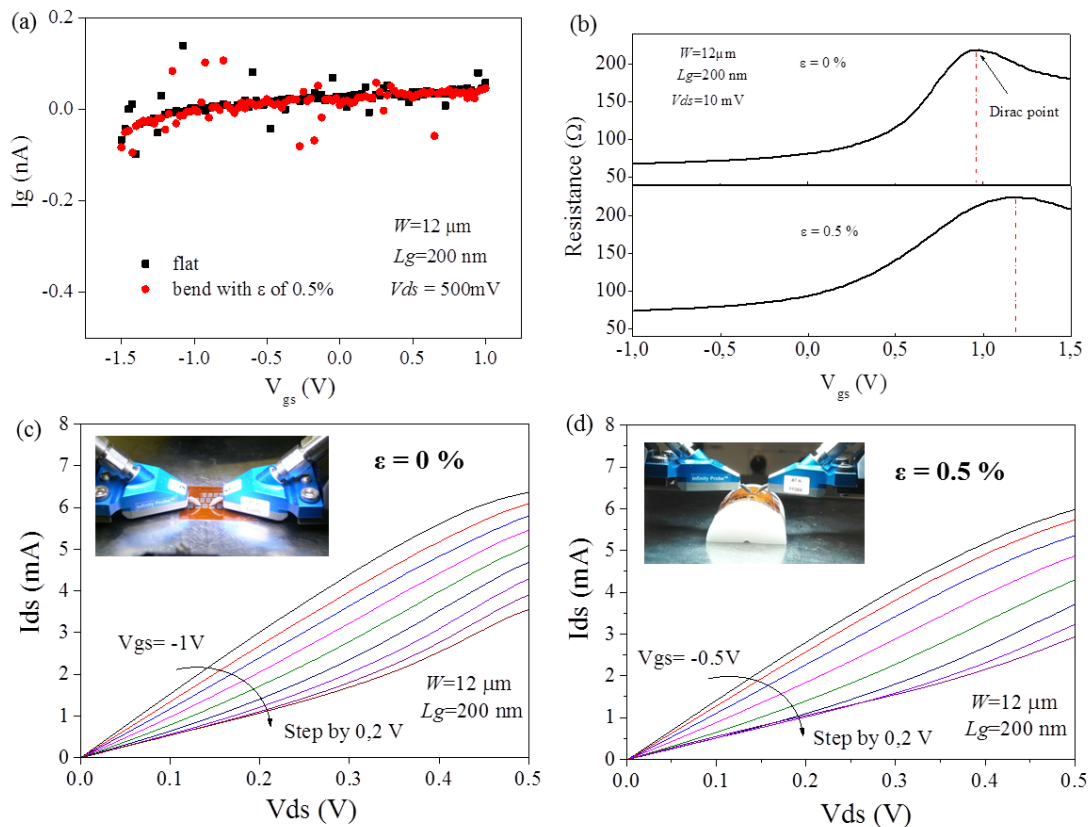 (a)
0.2
0.0
-0.2
-0.4
Ig (nA)
flat
bend with ε of 0.5%
W=12 μm
Lg=200 nm
Vds = 500mV
-1.5 -1.0 -0.5 0.0 0.5 1.0
Vgs (V)
(b)
200
150
100
50
200
150
100
50
Resistance (Ω)
W=12μm
Lg=200 nm
Vds=10 mV
ε = 0 %
Dirac point
ε = 0.5 %
-1,0 -0,5 0,0 0,5 1,0 1,5
Vgs (V)
(c)
8
7
6
5
4
3
2
1
0
Ids (mA)
ε = 0 %
Vgs= -1V
Step by 0,2 V
W=12 μm
Lg=200 nm
0.0 0.1 0.2 0.3 0.4 0.5
Vds (V)
(d)
8
7
6
5
4
3
2
1
0
Ids (mA)
ε = 0.5 %
Vgs= -0.5V
Step by 0,2 V
W=12 μm
Lg=200 nm
0.0 0.1 0.2 0.3 0.4 0.5
Vds (V)